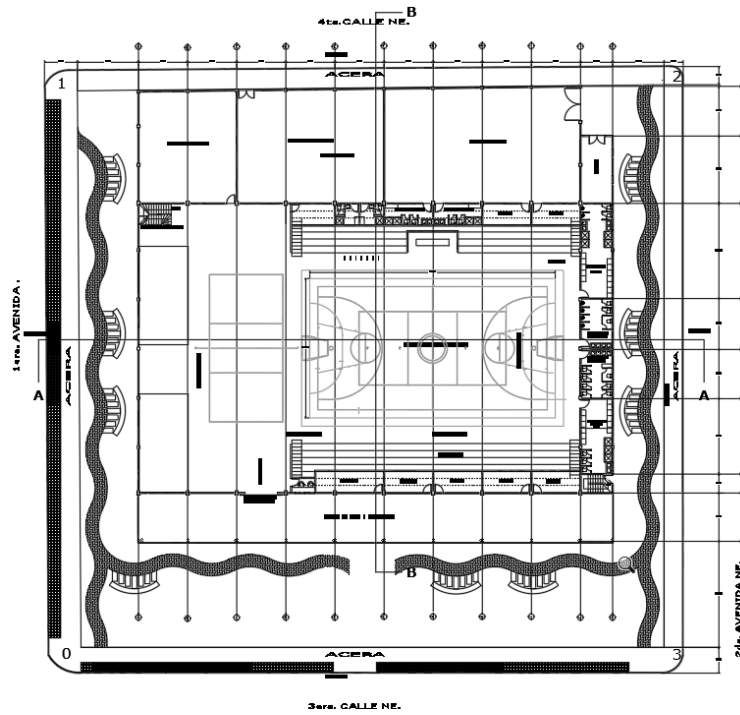 B
4ta. CALLE NE.
ACERA
1
2
1era. AVENIDA.
ACERA
A
A
ACERA
B
2da. AVENIDA NE.
0
ACERA
3
3era. CALLE NE.